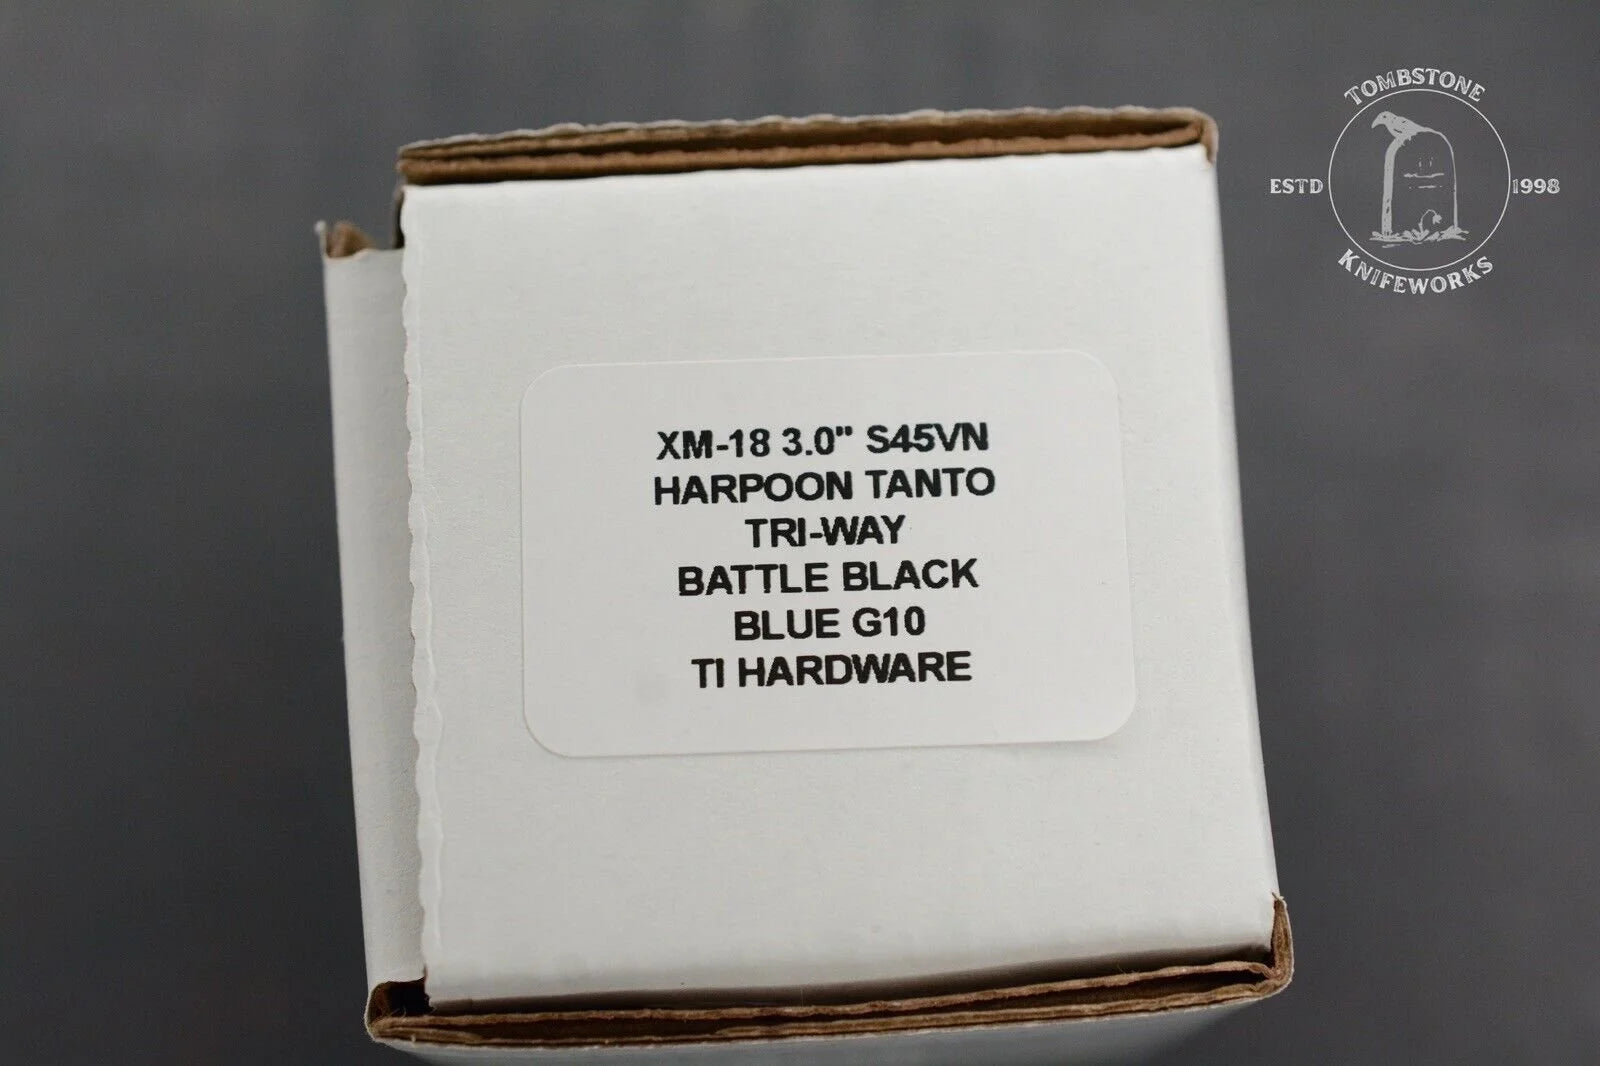 TOMBSTONE
ESTD 1998
KNIFEWORKS
XM-18 3.0" S45VN
HARPOON TANTO
TRI-WAY
BATTLE BLACK
BLUE G10
TI HARDWARE